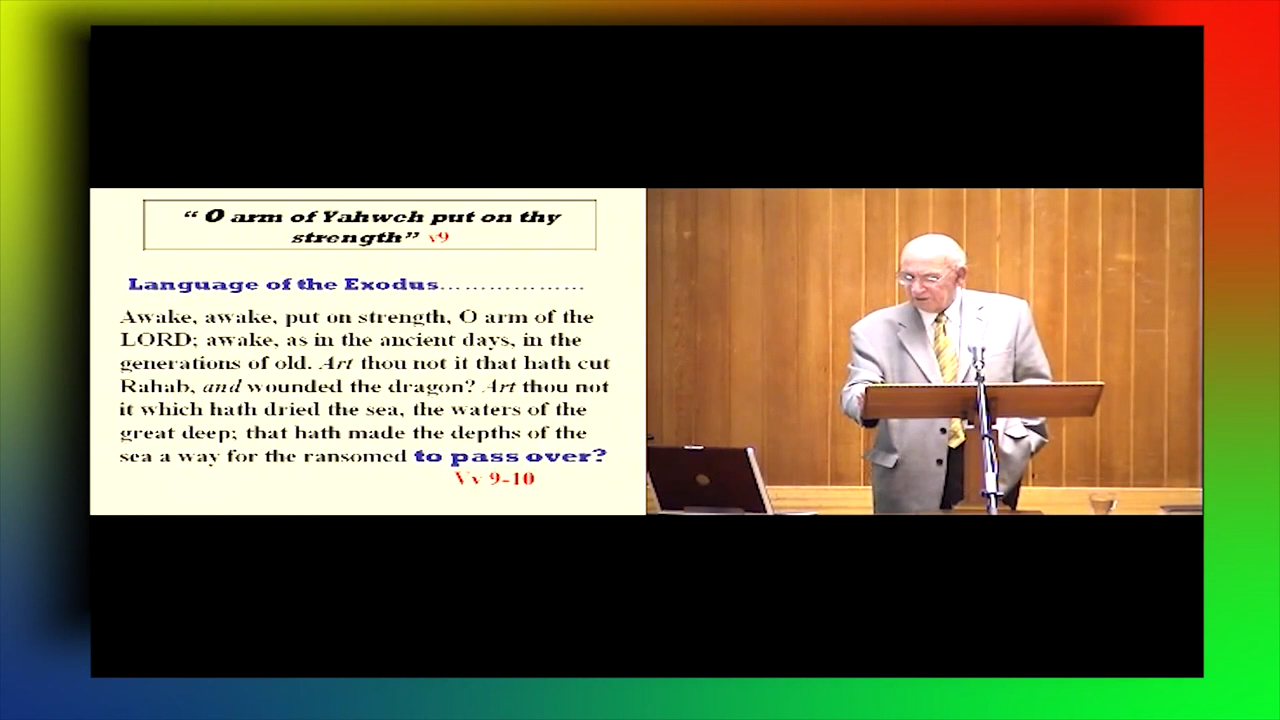 “ O arm of Yahweh put on thy
strength” v9
Language of the Exodus………………
Awake, awake, put on strength, O arm of the
LORD; awake, as in the ancient days, in the
generations of old. Art thou not it that hath cut
Rahab, and wounded the dragon? Art thou not
it which hath dried the sea, the waters of the
great deep; that hath made the depths of the
sea a way for the ransomed to pass over?
Vv 9-10